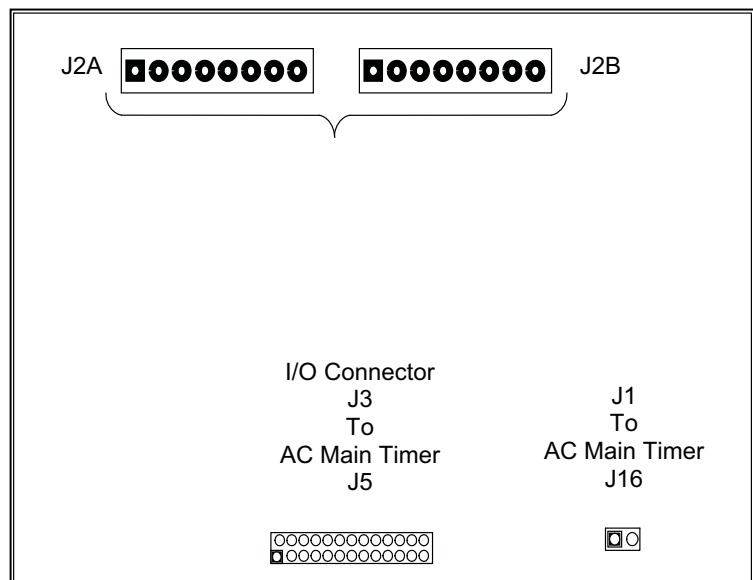 J2A
J2B
I/O Connector
J3
To
AC Main Timer
J5
J1
To
AC Main Timer
J16